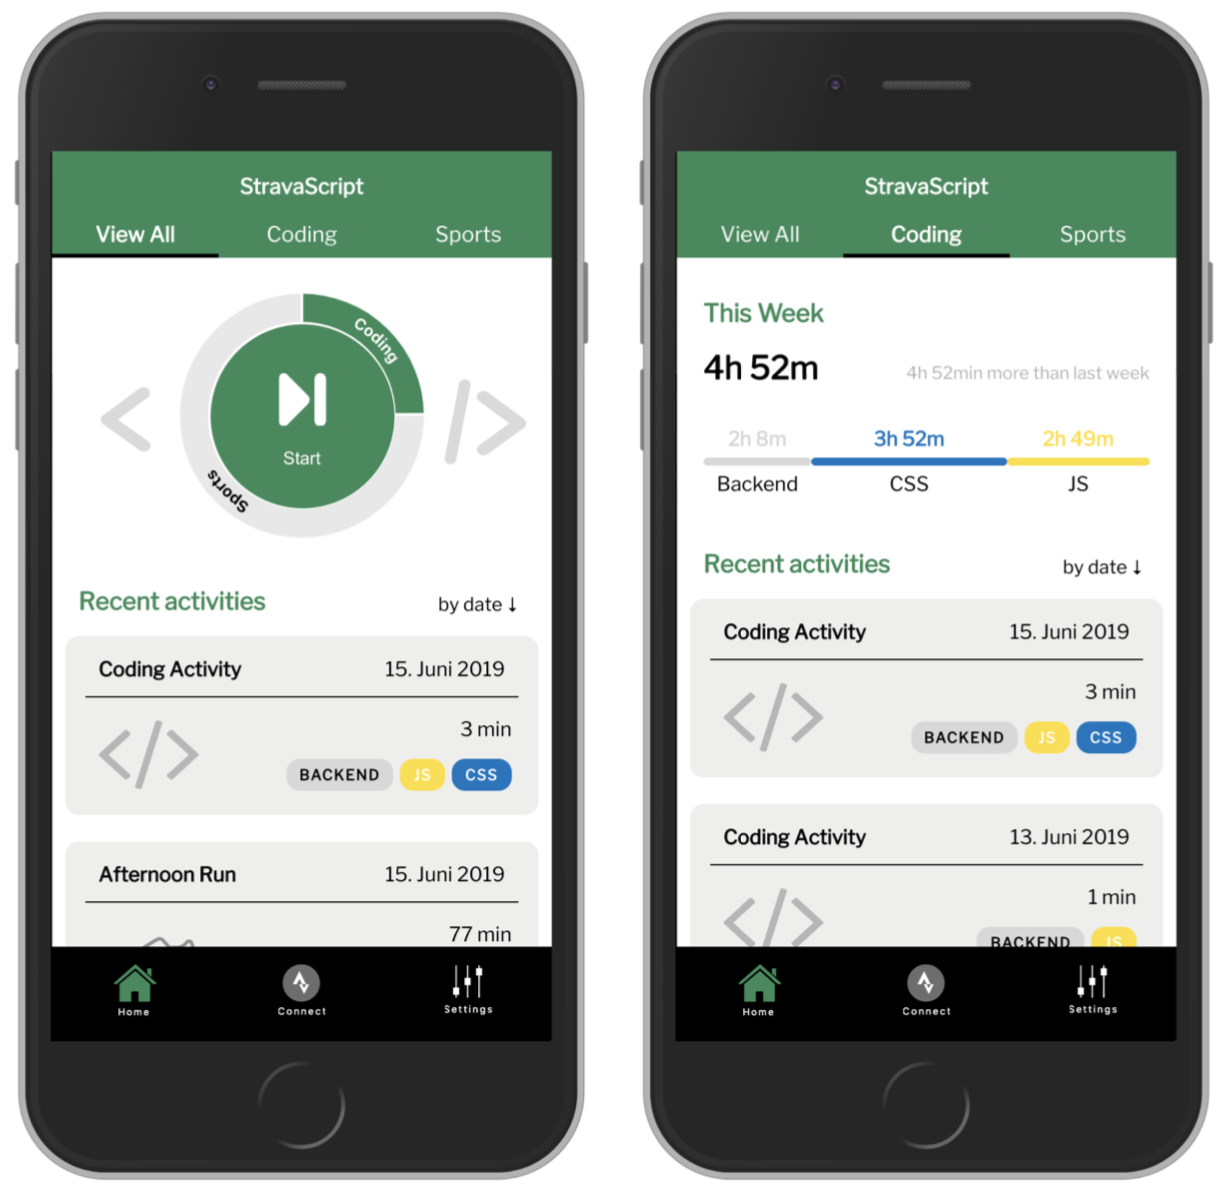 StravaScript
View All Coding Sports
Coding
Start
Sports
Recent activities by date ↓
Coding Activity 15. Juni 2019
3 min
BACKEND JS CSS
Afternoon Run 15. Juni 2019
77 min
Home Connect Settings
StravaScript
View All Coding Sports
This Week
4h 52m 4h 52min more than last week
2h 8m 3h 52m 2h 49m
Backend CSS JS
Recent activities by date ↓
Coding Activity 15. Juni 2019
3 min
BACKEND JS CSS
Coding Activity 13. Juni 2019
1 min
BACKEND JS
Home Connect Settings